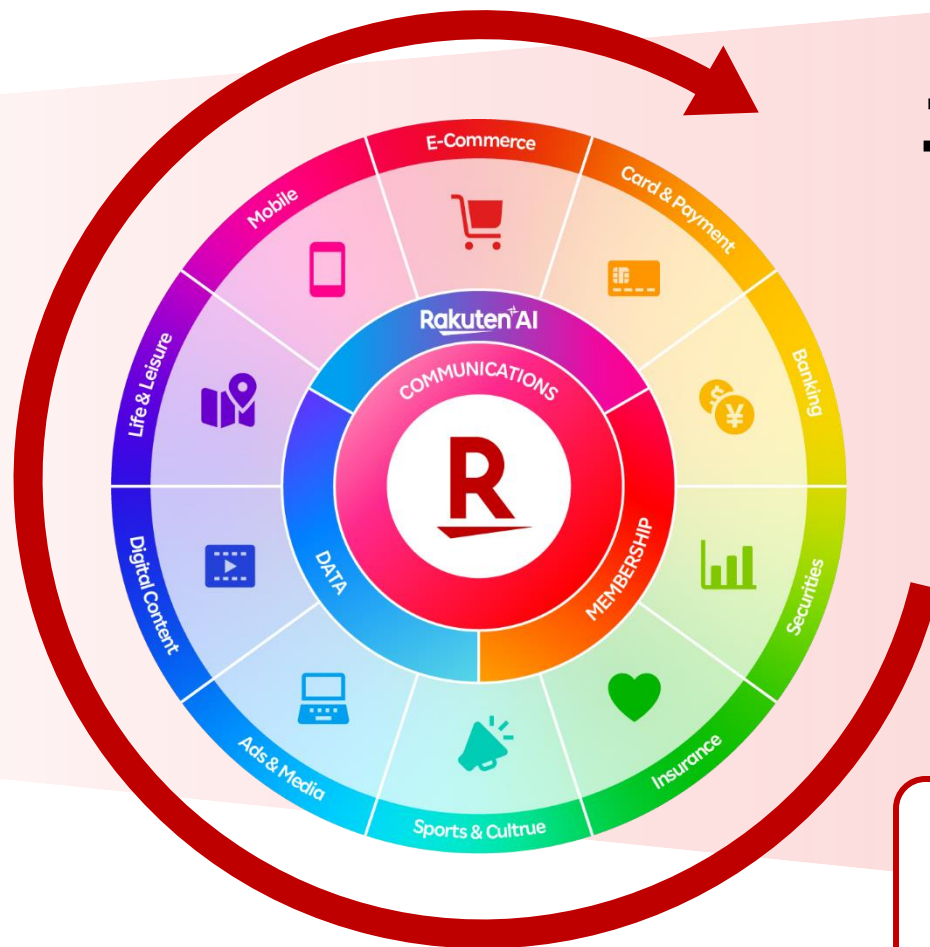 E-Commerce
Card & Payment
Banking
Securities
Insurance
Sports & Cultrue
Ads & Media
Digital Content
Life & Leisure
Mobile
Rakuten AI
COMMUNICATIONS
MEMBERSHIP
DATA
R